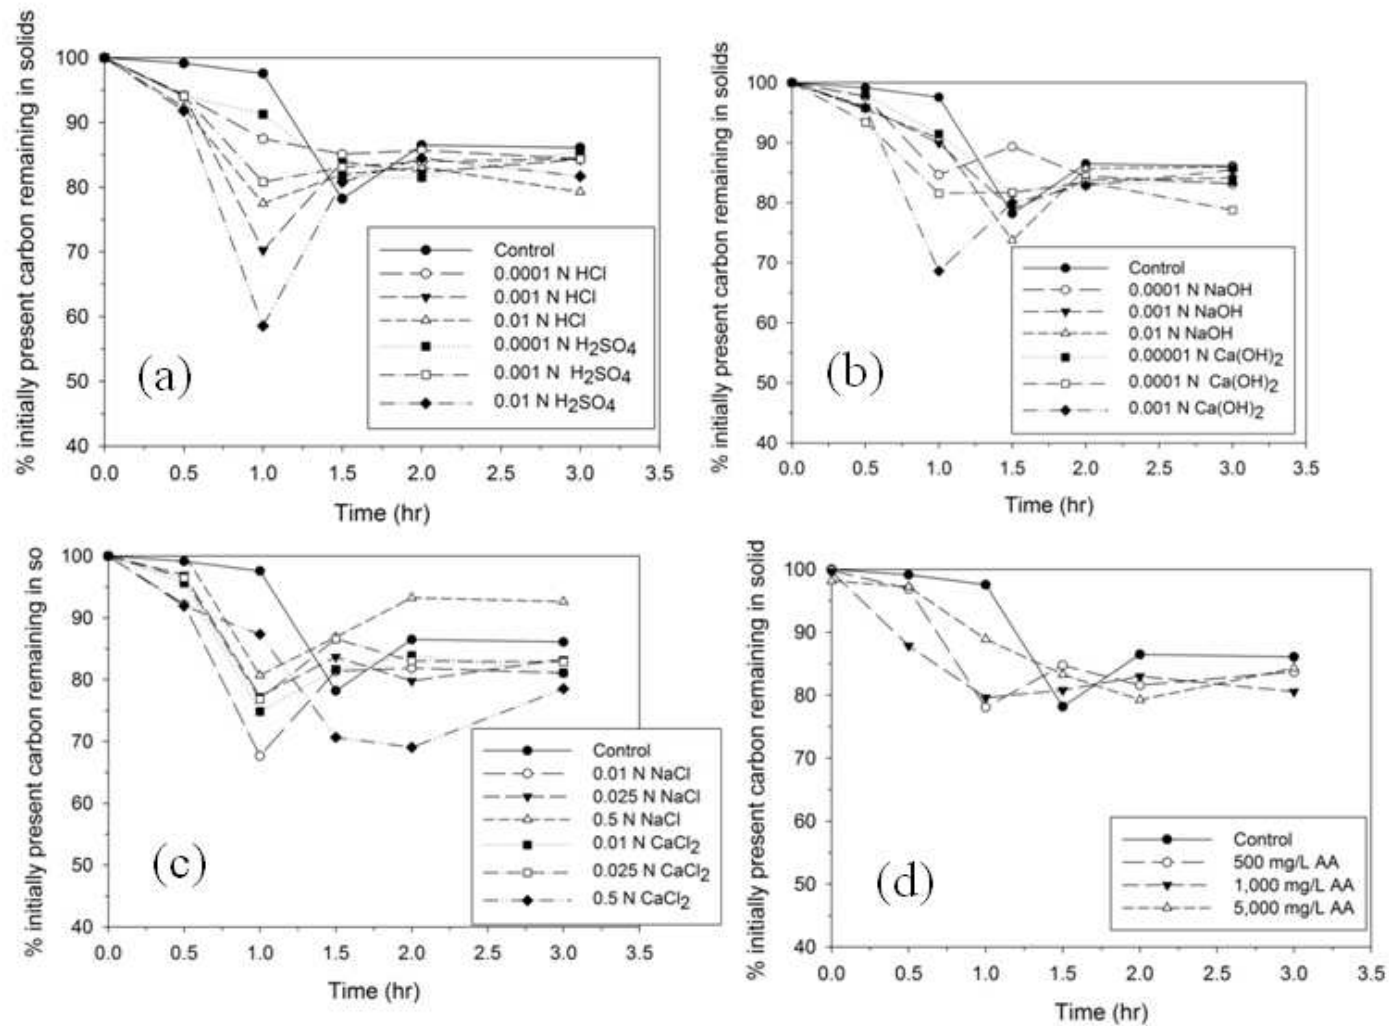 % initially present carbon remaining in solids
100
90
80
70
60
50
40
0.0 0.5 1.0 1.5 2.0 2.5 3.0 3.5
Time (hr)
(a)
Control
0.0001 N HCl
0.001 N HCl
0.01 N HCl
0.0001 N H2SO4
0.001 N H2SO4
0.01 N H2SO4
% initially present carbon remaining in solids
100
90
80
70
60
50
40
0.0 0.5 1.0 1.5 2.0 2.5 3.0 3.5
Time (hr)
(b)
Control
0.0001 N NaOH
0.001 N NaOH
0.01 N NaOH
0.00001 N Ca(OH)2
0.0001 N Ca(OH)2
0.001 N Ca(OH)2
% initially present carbon remaining in so
100
90
80
70
60
50
40
0.0 0.5 1.0 1.5 2.0 2.5 3.0 3.5
Time (hr)
(c)
Control
0.01 N NaCl
0.025 N NaCl
0.5 N NaCl
0.01 N CaCl2
0.025 N CaCl2
0.5 N CaCl2
% initially present carbon remaining in solid
100
90
80
70
60
50
40
0.0 0.5 1.0 1.5 2.0 2.5 3.0 3.5
Time (hr)
(d)
Control
500 mg/L AA
1,000 mg/L AA
5,000 mg/L AA